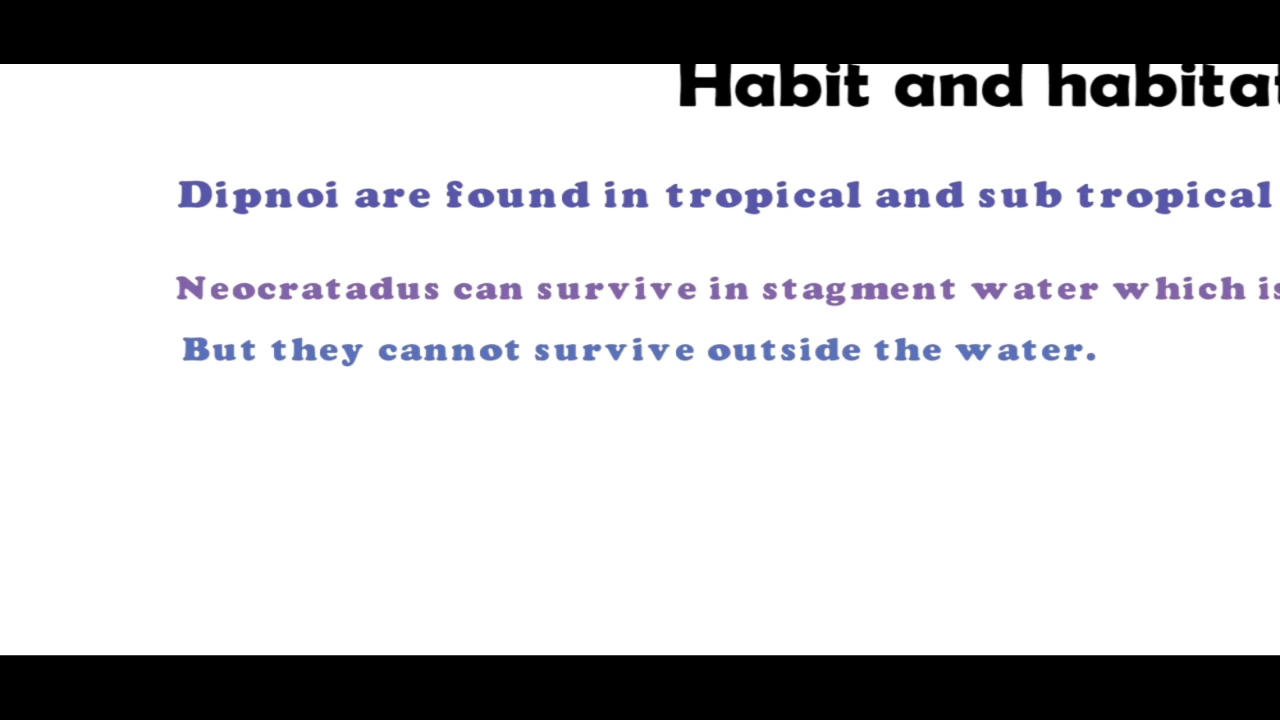 Habit and habitat
Dipnoi are found in tropical and sub tropical
Neocratadus can survive in stagment water which is
But they cannot survive outside the water.